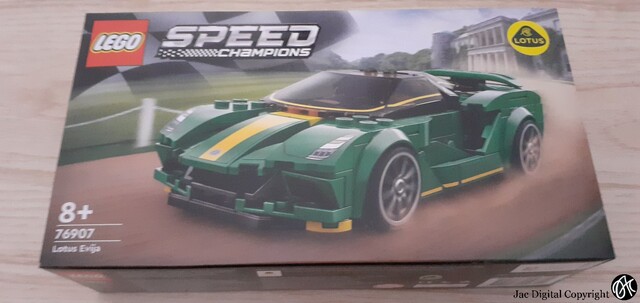 LEGO
SPEED
CHAMPIONS
LOTUS
8+
76907
Lotus Evija
Jac Digital Copyright